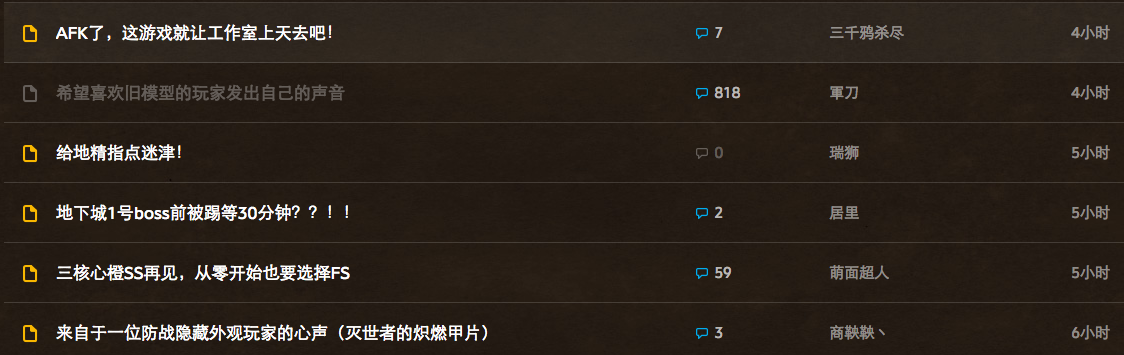 AFK了，这游戏就让工作室上天去吧! 7 三千鸦杀尽 4小时
希望喜欢旧模型的玩家发出自己的声音 818 軍刀 4小时
给地精指点迷津! 0 瑞狮 5小时
地下城1号boss前被踢等30分钟？？！！ 2 居里 5小时
三核心橙SS再见，从零开始也要选择FS 59 萌面超人 5小时
来自于一位防战隐藏外观玩家的心声（灭世者的炽燃甲片） 3 商鞅鞅丶 6小时